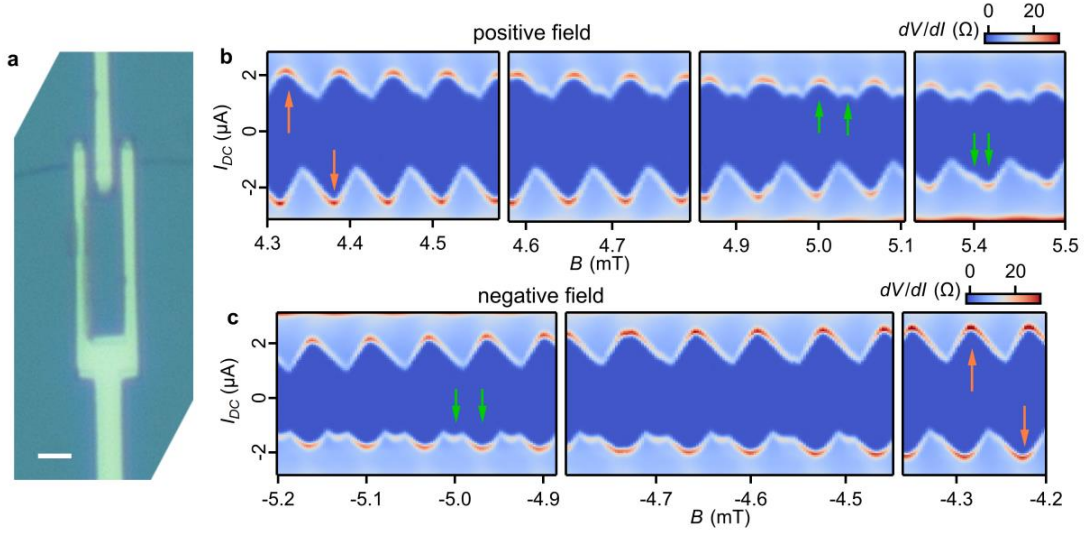 a
b
positive field
dV/dI (Ω)
0 20
I_DC (μA)
2
0
-2
4.3 4.4 4.5 4.6 4.7 4.9 5.0 5.1 5.4 5.5
B (mT)
c
negative field
dV/dI (Ω)
0 20
I_DC (μA)
2
0
-2
-5.2 -5.1 -5.0 -4.9 -4.7 -4.6 -4.5 -4.3 -4.2
B (mT)